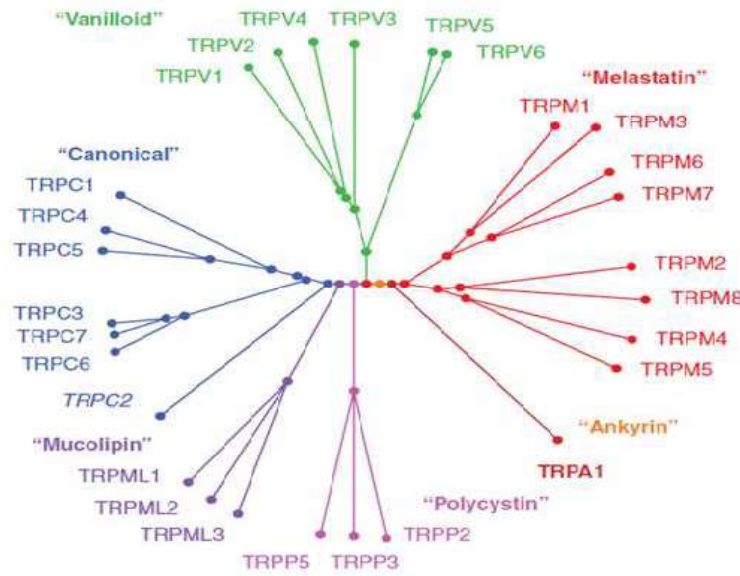 “Vanilloid”
TRPV4
TRPV3
TRPV5
TRPV2
TRPV6
TRPV1
“Melastatin”
TRPM1
TRPM3
“Canonical”
TRPM6
TRPC1
TRPM7
TRPC4
TRPC5
TRPM2
TRPM8
TRPC3
TRPC7
TRPM4
TRPC6
TRPM5
TRPC2
“Ankyrin”
“Mucolipin”
TRPA1
TRPML1
“Polycystin”
TRPML2
TRPML3
TRPP2
TRPP5
TRPP3